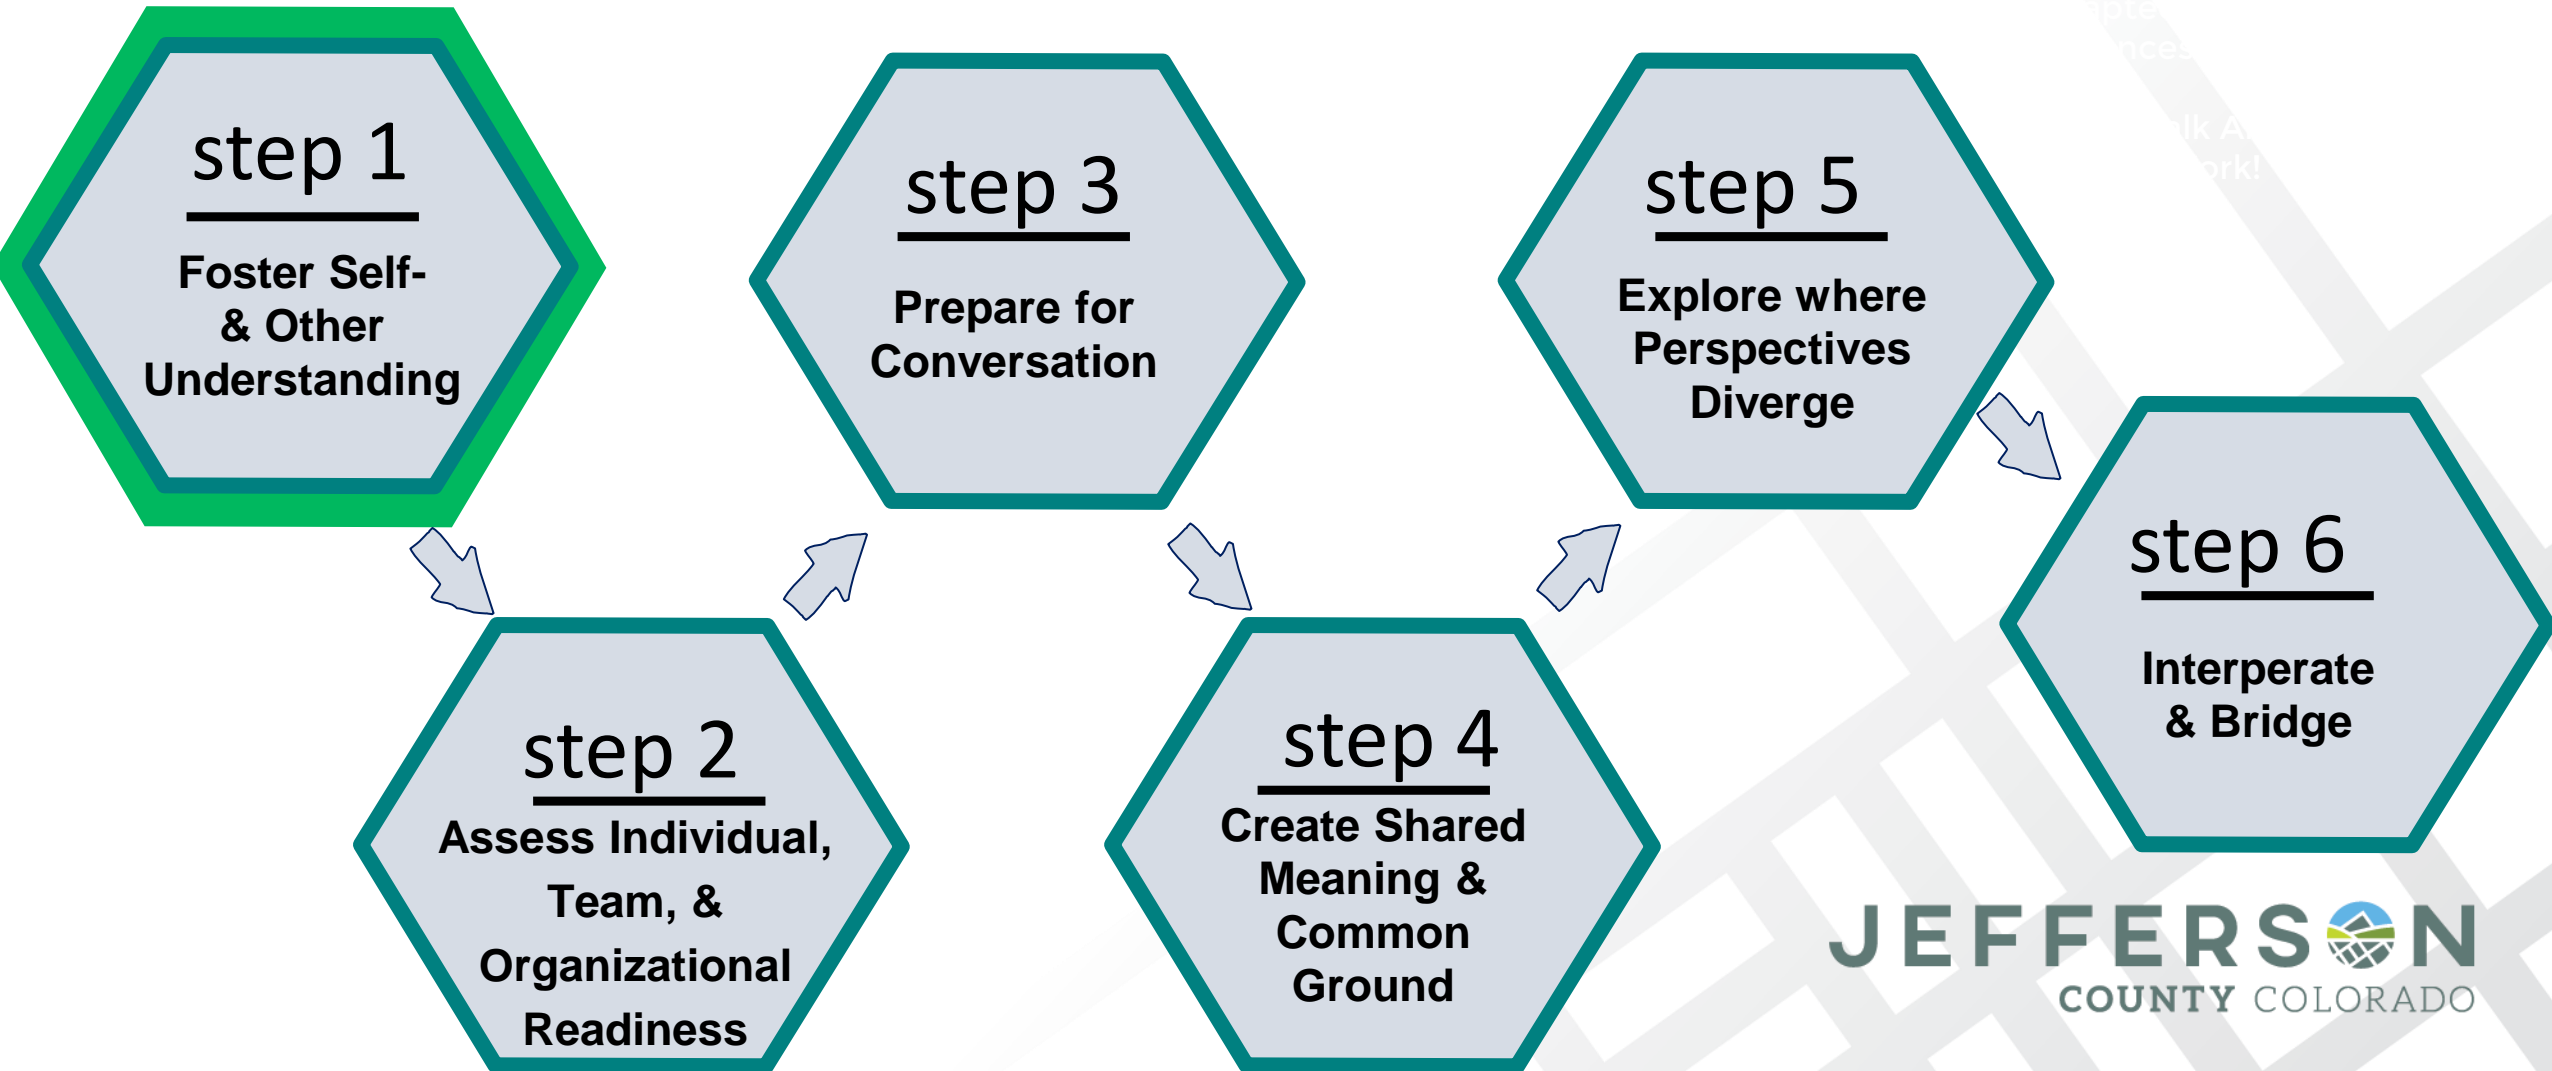 step 1
Foster Self-
& Other
Understanding
step 2
Assess Individual,
Team, &
Organizational
Readiness
step 3
Prepare for
Conversation
step 4
Create Shared
Meaning &
Common
Ground
step 5
Explore where
Perspectives
Diverge
step 6
Interperate
& Bridge
JEFFERSON
COUNTY COLORADO